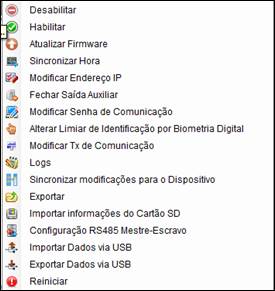 Desabilitar
Habilitar
Atualizar Firmware
Sincronizar Hora
Modificar Endereço IP
Fechar Saída Auxiliar
Modificar Senha de Comunicação
Alterar Limiar de Identificação por Biometria Digital
Modificar Tx de Comunicação
Logs
Sincronizar modificações para o Dispositivo
Exportar
Importar informações do Cartão SD
Configuração RS485 Mestre-Escravo
Importar Dados via USB
Exportar Dados via USB
Reiniciar